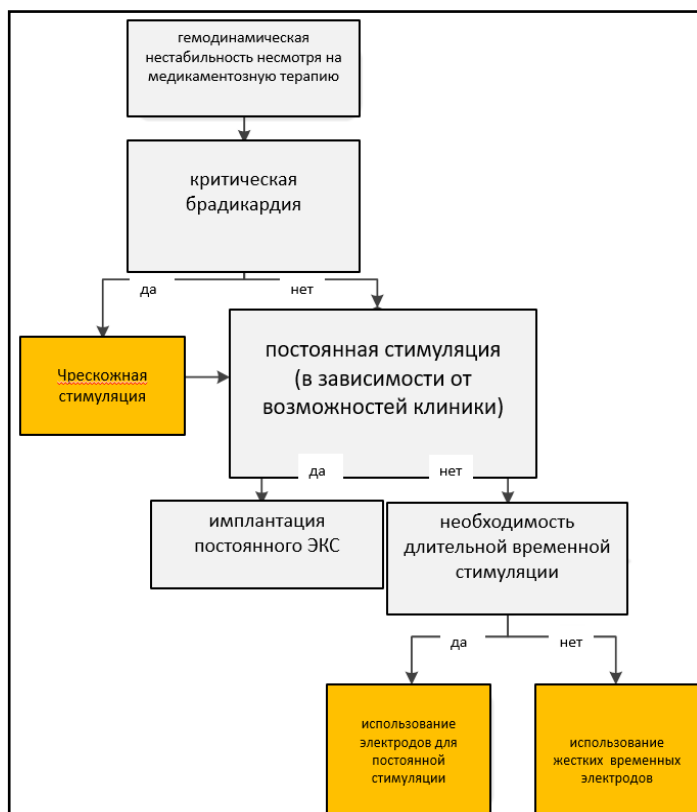 гемодинамическая
нестабильность несмотря на
медикаментозную терапию
критическая
брадикардия
да
нет
Чрескожная
стимуляция
постоянная стимуляция
(в зависимости от
возможностей клиники)
да
нет
имплантация
постоянного ЭКС
необходимость
длительной временной
стимуляции
да
нет
использование
электродов для
постоянной
стимуляции
использование
жестких временных
электродов